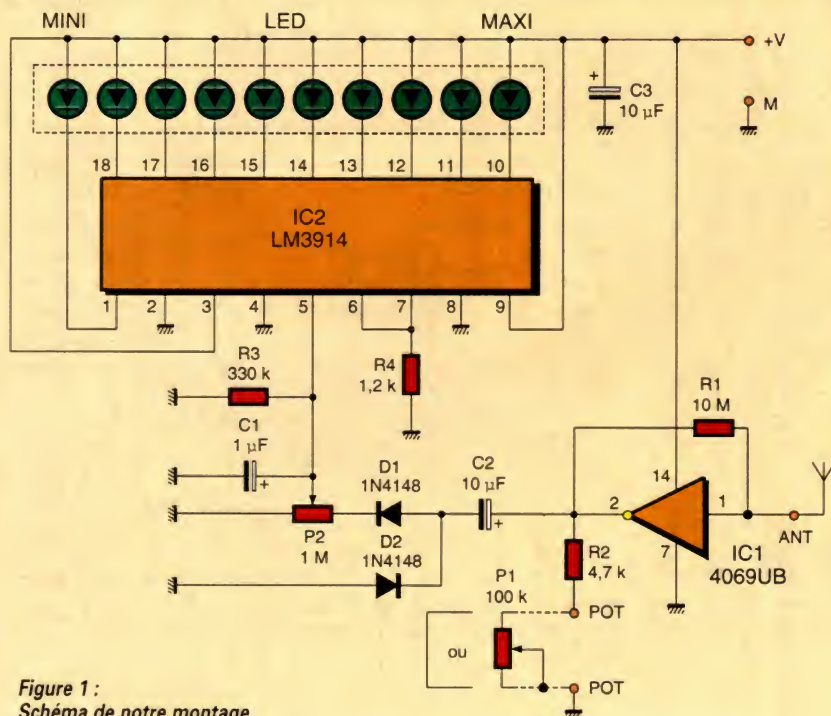 MINI LED MAXI
+V
+
C3
10 µF
M
18 17 16 15 14 13 12 11 10
IC2
LM3914
1 2 3 4 5 6 7 8 9
R3
330 k
R4
1,2 k
R1
10 M
C1
1 µF
+
D1
1N4148
C2
10 µF
+
14
2
1
7
ANT
P2
1 M
D2
1N4148
R2
4,7 k
IC1
4069UB
P1
100 k
POT
ou
POT
Figure 1 :
Schéma de notre montage